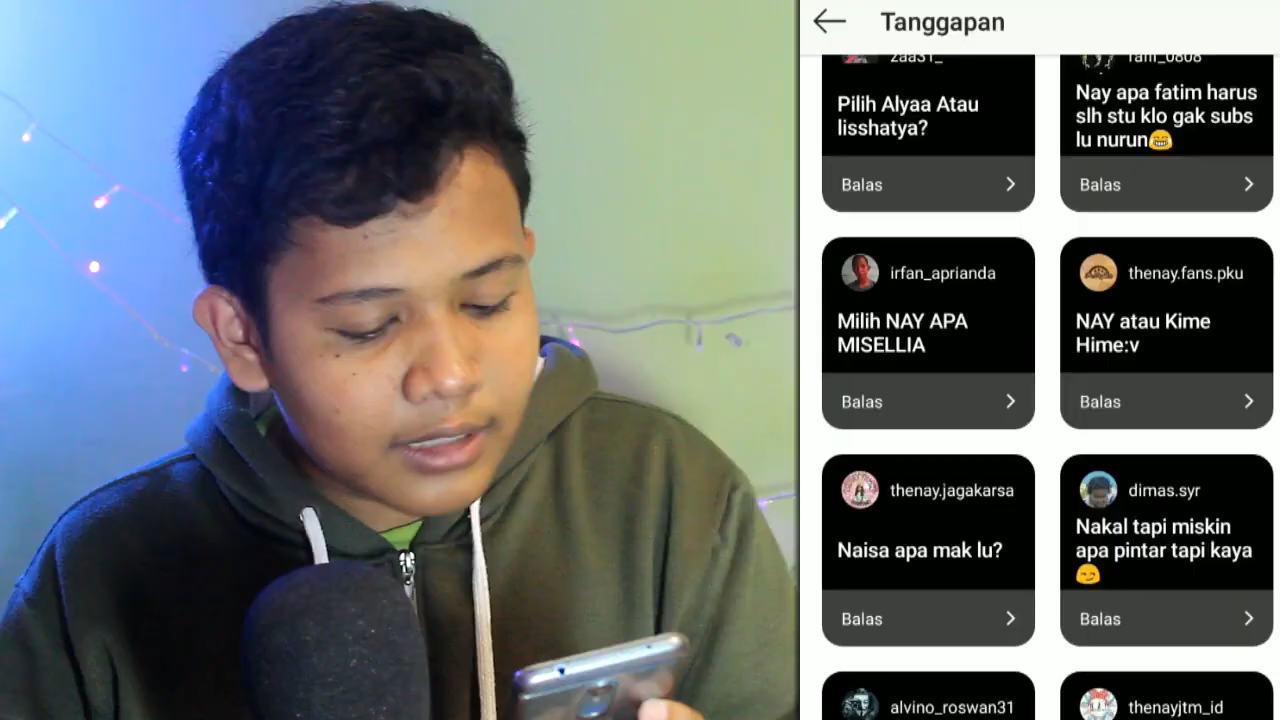 Tanggapan
zaa31_
Pilih Alyaa Atau
lisshatya?
Balas
Nay apa fatim harus
slh stu klo gak subs
lu nurun😁
Balas
irfan_aprianda
Milih NAY APA
MISELLIA
Balas
thenay.fans.pku
NAY atau Kime
Hime:v
Balas
thenay.jagakarsa
Naisa apa mak lu?
Balas
dimas.syr
Nakal tapi miskin
apa pintar tapi kaya
😏
Balas
alvino_roswan31
thenayjtm_id